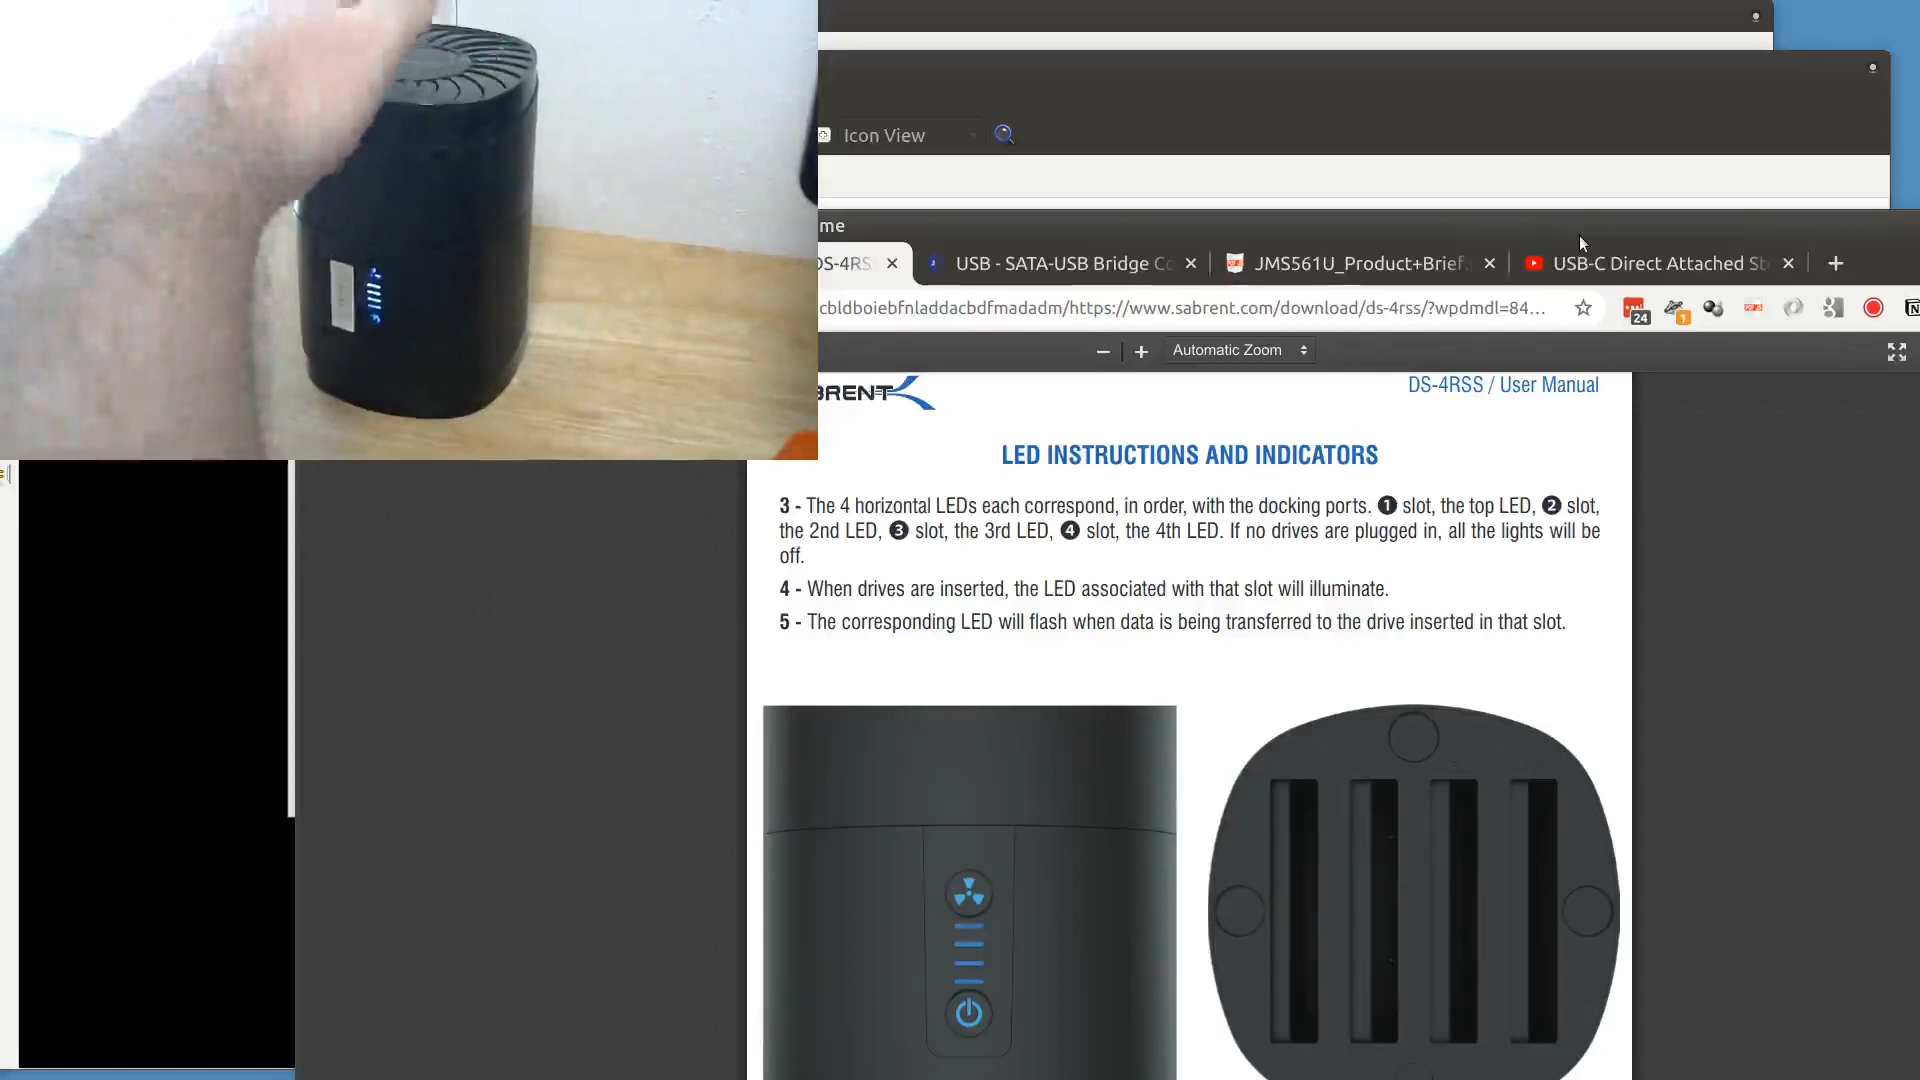 Icon View
me
DS-4RS
USB - SATA-USB Bridge Co
JMS561U_Product+Brief.
USB-C Direct Attached St
cbldboiebfnladdacbdfmadadm/https://www.sabrent.com/download/ds-4rss/?wpdmdl=84...
24
1
Automatic Zoom
BRENT
DS-4RSS / User Manual
LED INSTRUCTIONS AND INDICATORS
3 - The 4 horizontal LEDs each correspond, in order, with the docking ports. 1 slot, the top LED, 2 slot,
the 2nd LED, 3 slot, the 3rd LED, 4 slot, the 4th LED. If no drives are plugged in, all the lights will be
off.
4 - When drives are inserted, the LED associated with that slot will illuminate.
5 - The corresponding LED will flash when data is being transferred to the drive inserted in that slot.